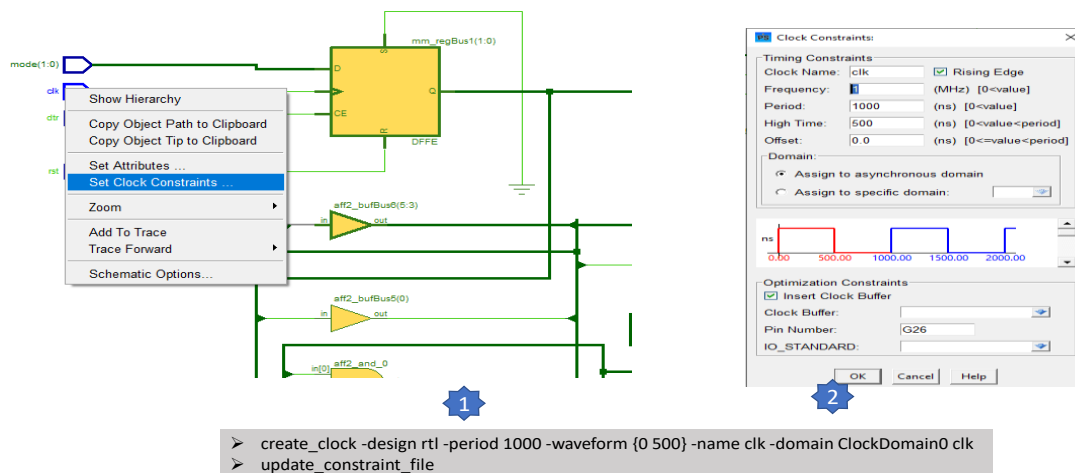 mm_regBus1(1:0)
S
mode(1:0)
D
clk
Q
dtr
CE
R
rst
DFFE
Show Hierarchy
Copy Object Path to Clipboard
Copy Object Tip to Clipboard
Set Attributes ...
Set Clock Constraints ...
Zoom
Add To Trace
Trace Forward
Schematic Options...
aff2_bufBus6(5:3)
in
out
aff2_bufBus5(0)
in
out
aff2_and_0
in[0]
1
PS Clock Constraints:
Timing Constraints
Clock Name: clk Rising Edge
Frequency: 1 (MHz) [0<value]
Period: 1000 (ns) [0<value]
High Time: 500 (ns) [0<value<period]
Offset: 0.0 (ns) [0<=value<period]
Domain:
Assign to asynchronous domain
Assign to specific domain:
ns
0.00 500.00 1000.00 1500.00 2000.00
Optimization Constraints
Insert Clock Buffer
Clock Buffer:
Pin Number: G26
IO_STANDARD:
OK Cancel Help
2
➢ create_clock -design rtl -period 1000 -waveform {0 500} -name clk -domain ClockDomain0 clk
➢ update_constraint_file